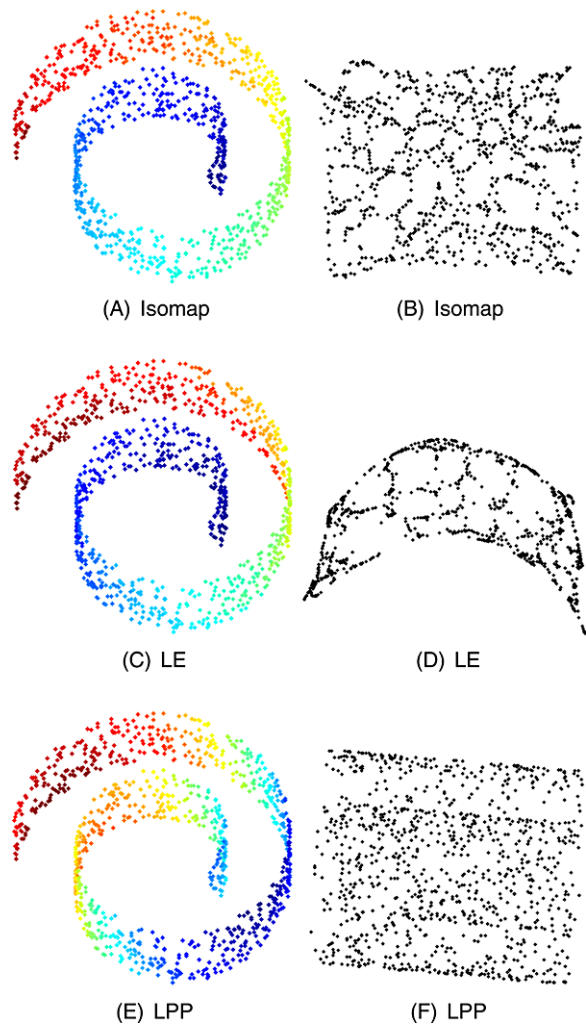 (A) Isomap
(B) Isomap
(C) LE
(D) LE
(E) LPP
(F) LPP